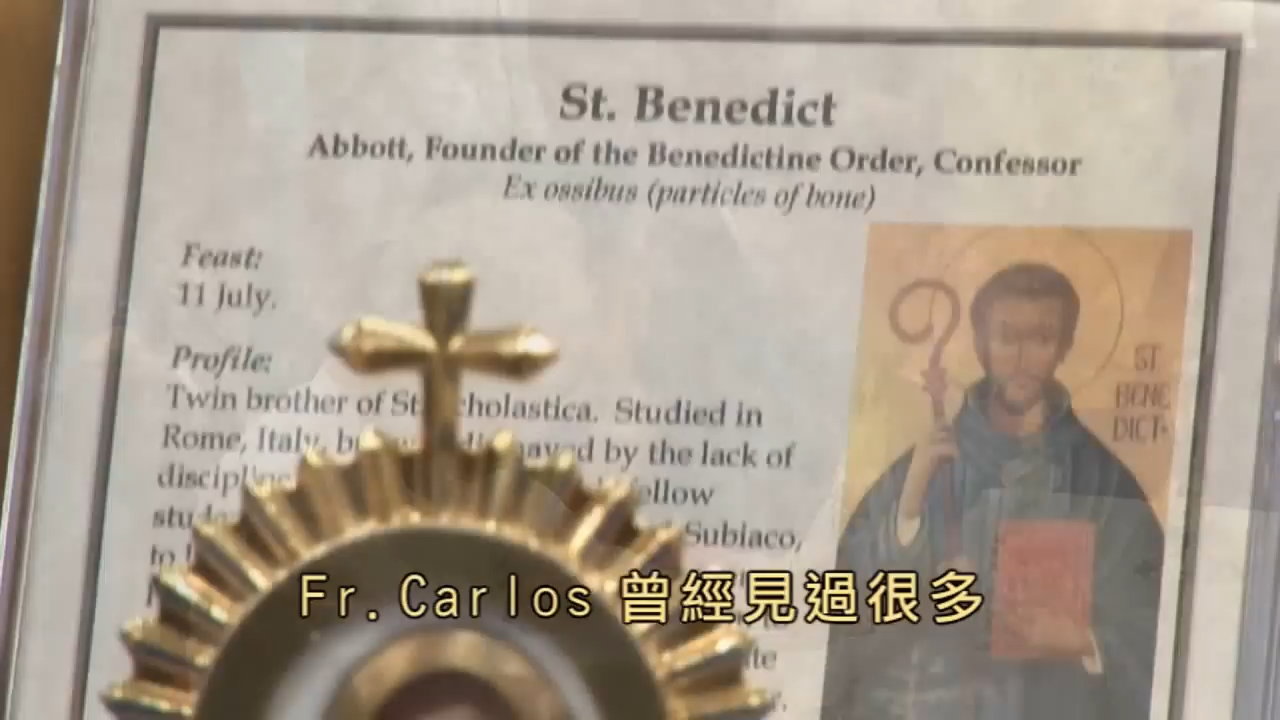 St. Benedict
Abbott, Founder of the Benedictine Order, Confessor
Ex ossibus (particles of bone)
Feast:
11 July.
Profile:
Twin brother of St. Scholastica. Studied in
Rome, Italy, by the lack of
fellow
Subiaco,
to
ST.
BENE
DICT
Fr.Carlos 曾經見過很多